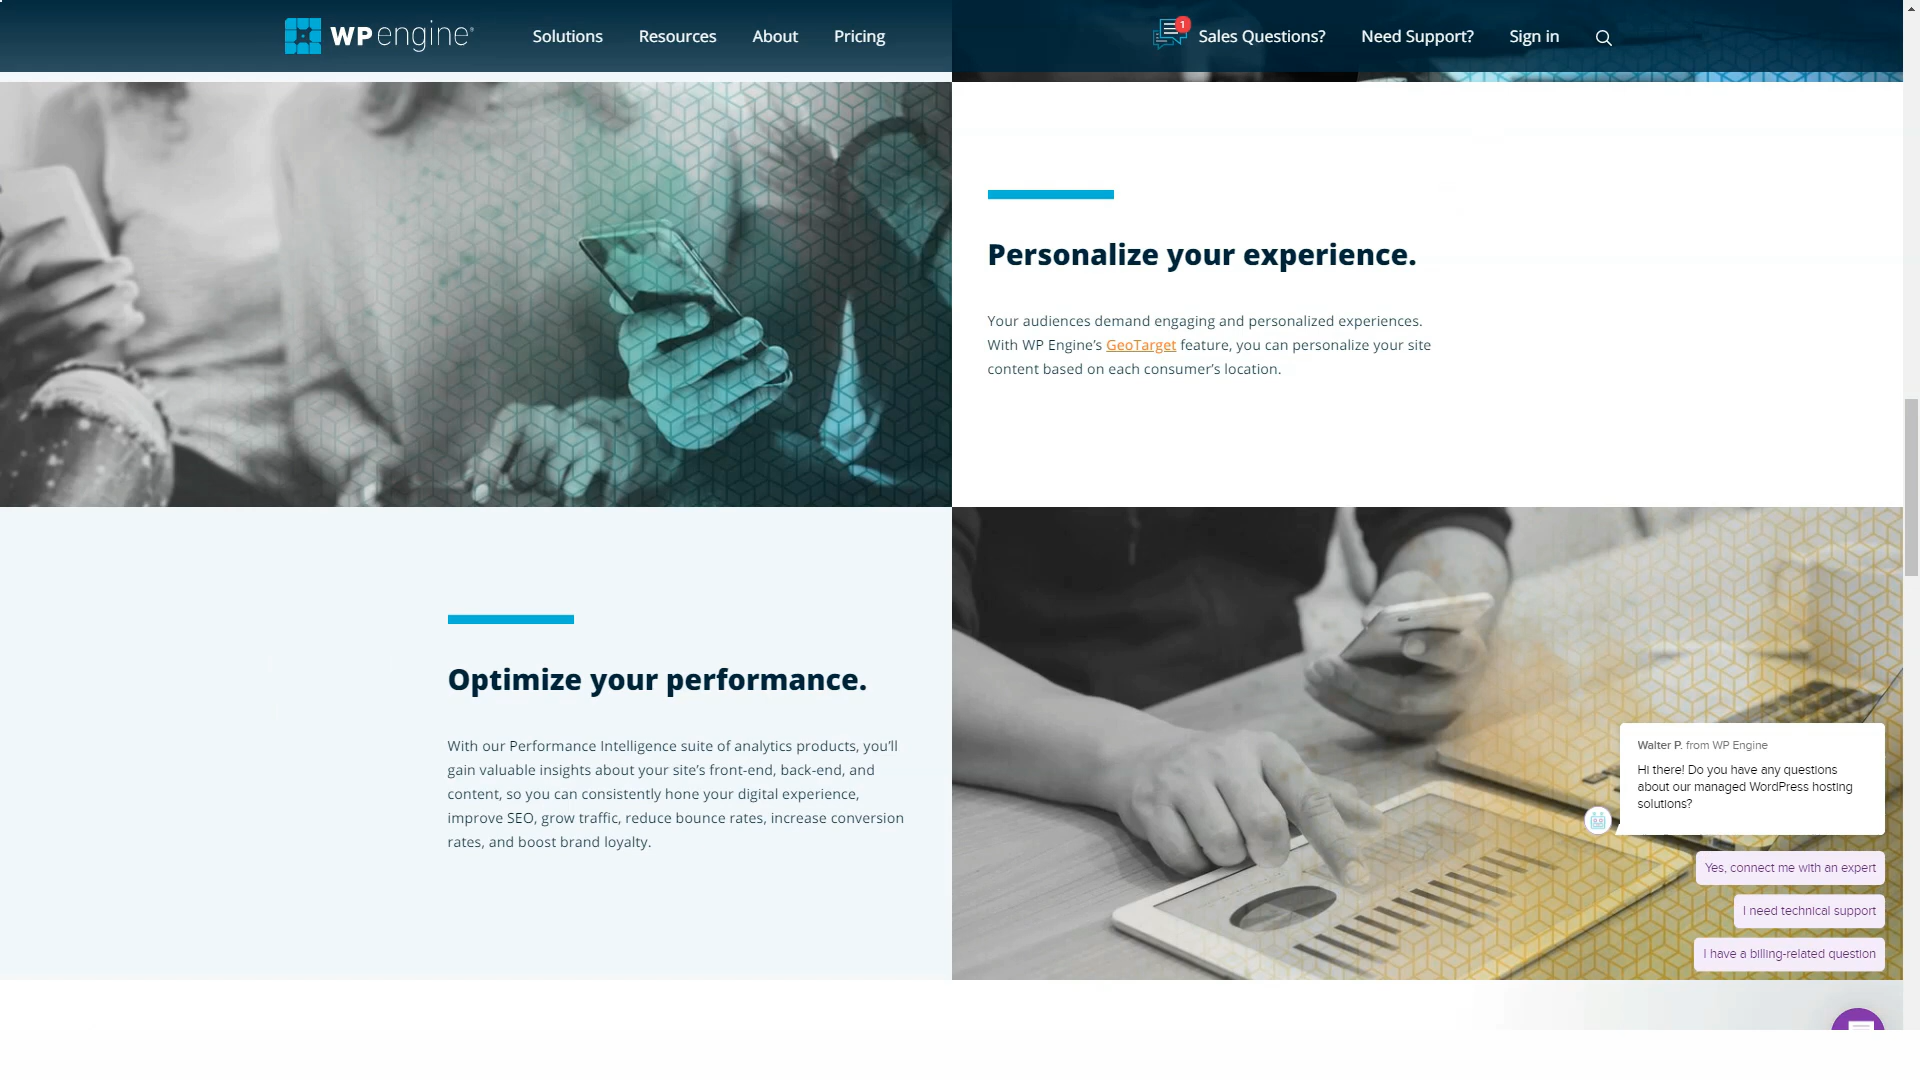 WP engine®
Solutions
Resources
About
Pricing
1
Sales Questions?
Need Support?
Sign in
Personalize your experience.
Your audiences demand engaging and personalized experiences.
With WP Engine’s GeoTarget feature, you can personalize your site
content based on each consumer’s location.
Optimize your performance.
With our Performance Intelligence suite of analytics products, you’ll
gain valuable insights about your site’s front-end, back-end, and
content, so you can consistently hone your digital experience,
improve SEO, grow traffic, reduce bounce rates, increase conversion
rates, and boost brand loyalty.
Walter P. from WP Engine
Hi there! Do you have any questions
about our managed WordPress hosting
solutions?
Yes, connect me with an expert
I need technical support
I have a billing-related question